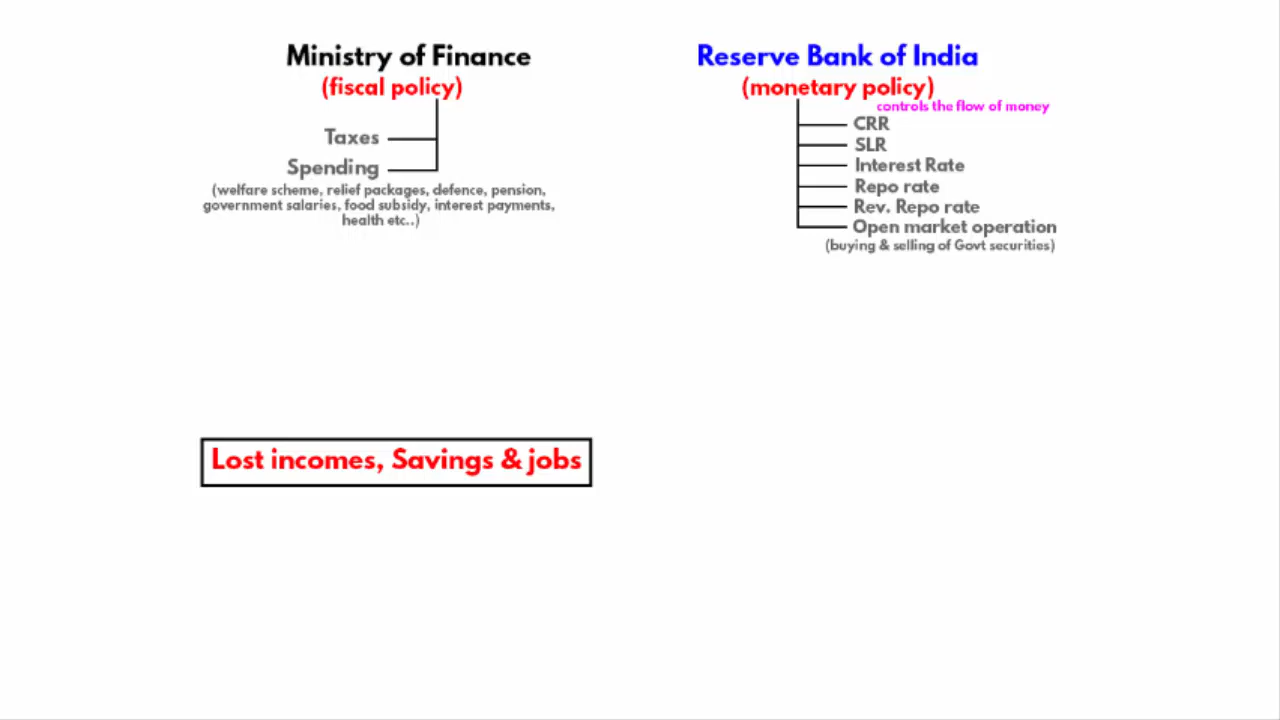 Ministry of Finance
(fiscal policy)
Taxes
Spending
(welfare scheme, relief packages, defence, pension,
government salaries, food subsidy, interest payments,
health etc..)
Reserve Bank of India
(monetary policy)
controls the flow of money
CRR
SLR
Interest Rate
Repo rate
Rev. Repo rate
Open market operation
(buying & selling of Govt securities)
Lost incomes, Savings & jobs